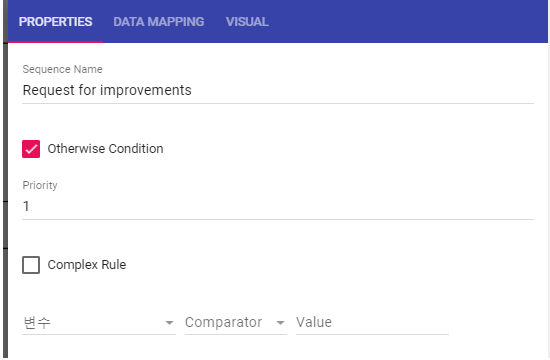 PROPERTIES DATA MAPPING VISUAL
Sequence Name
Request for improvements
Otherwise Condition
Priority
1
Complex Rule
변수 Comparator Value